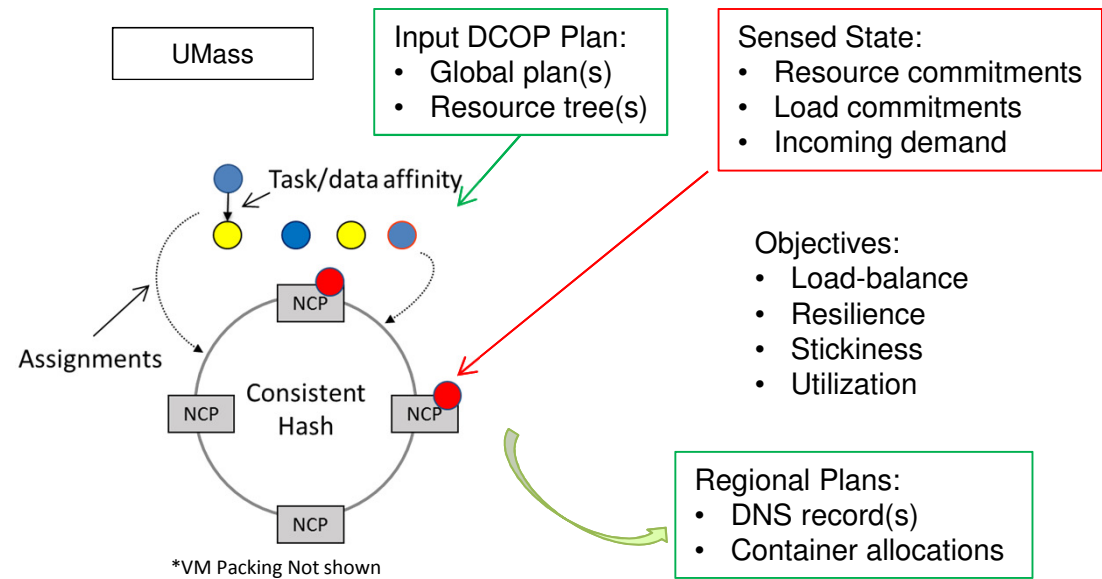 UMass
Input DCOP Plan:
• Global plan(s)
• Resource tree(s)
Sensed State:
• Resource commitments
• Load commitments
• Incoming demand
Task/data affinity
Objectives:
• Load-balance
• Resilience
• Stickiness
• Utilization
NCP
Assignments
NCP
Consistent
Hash
NCP
NCP
*VM Packing Not shown
Regional Plans:
• DNS record(s)
• Container allocations